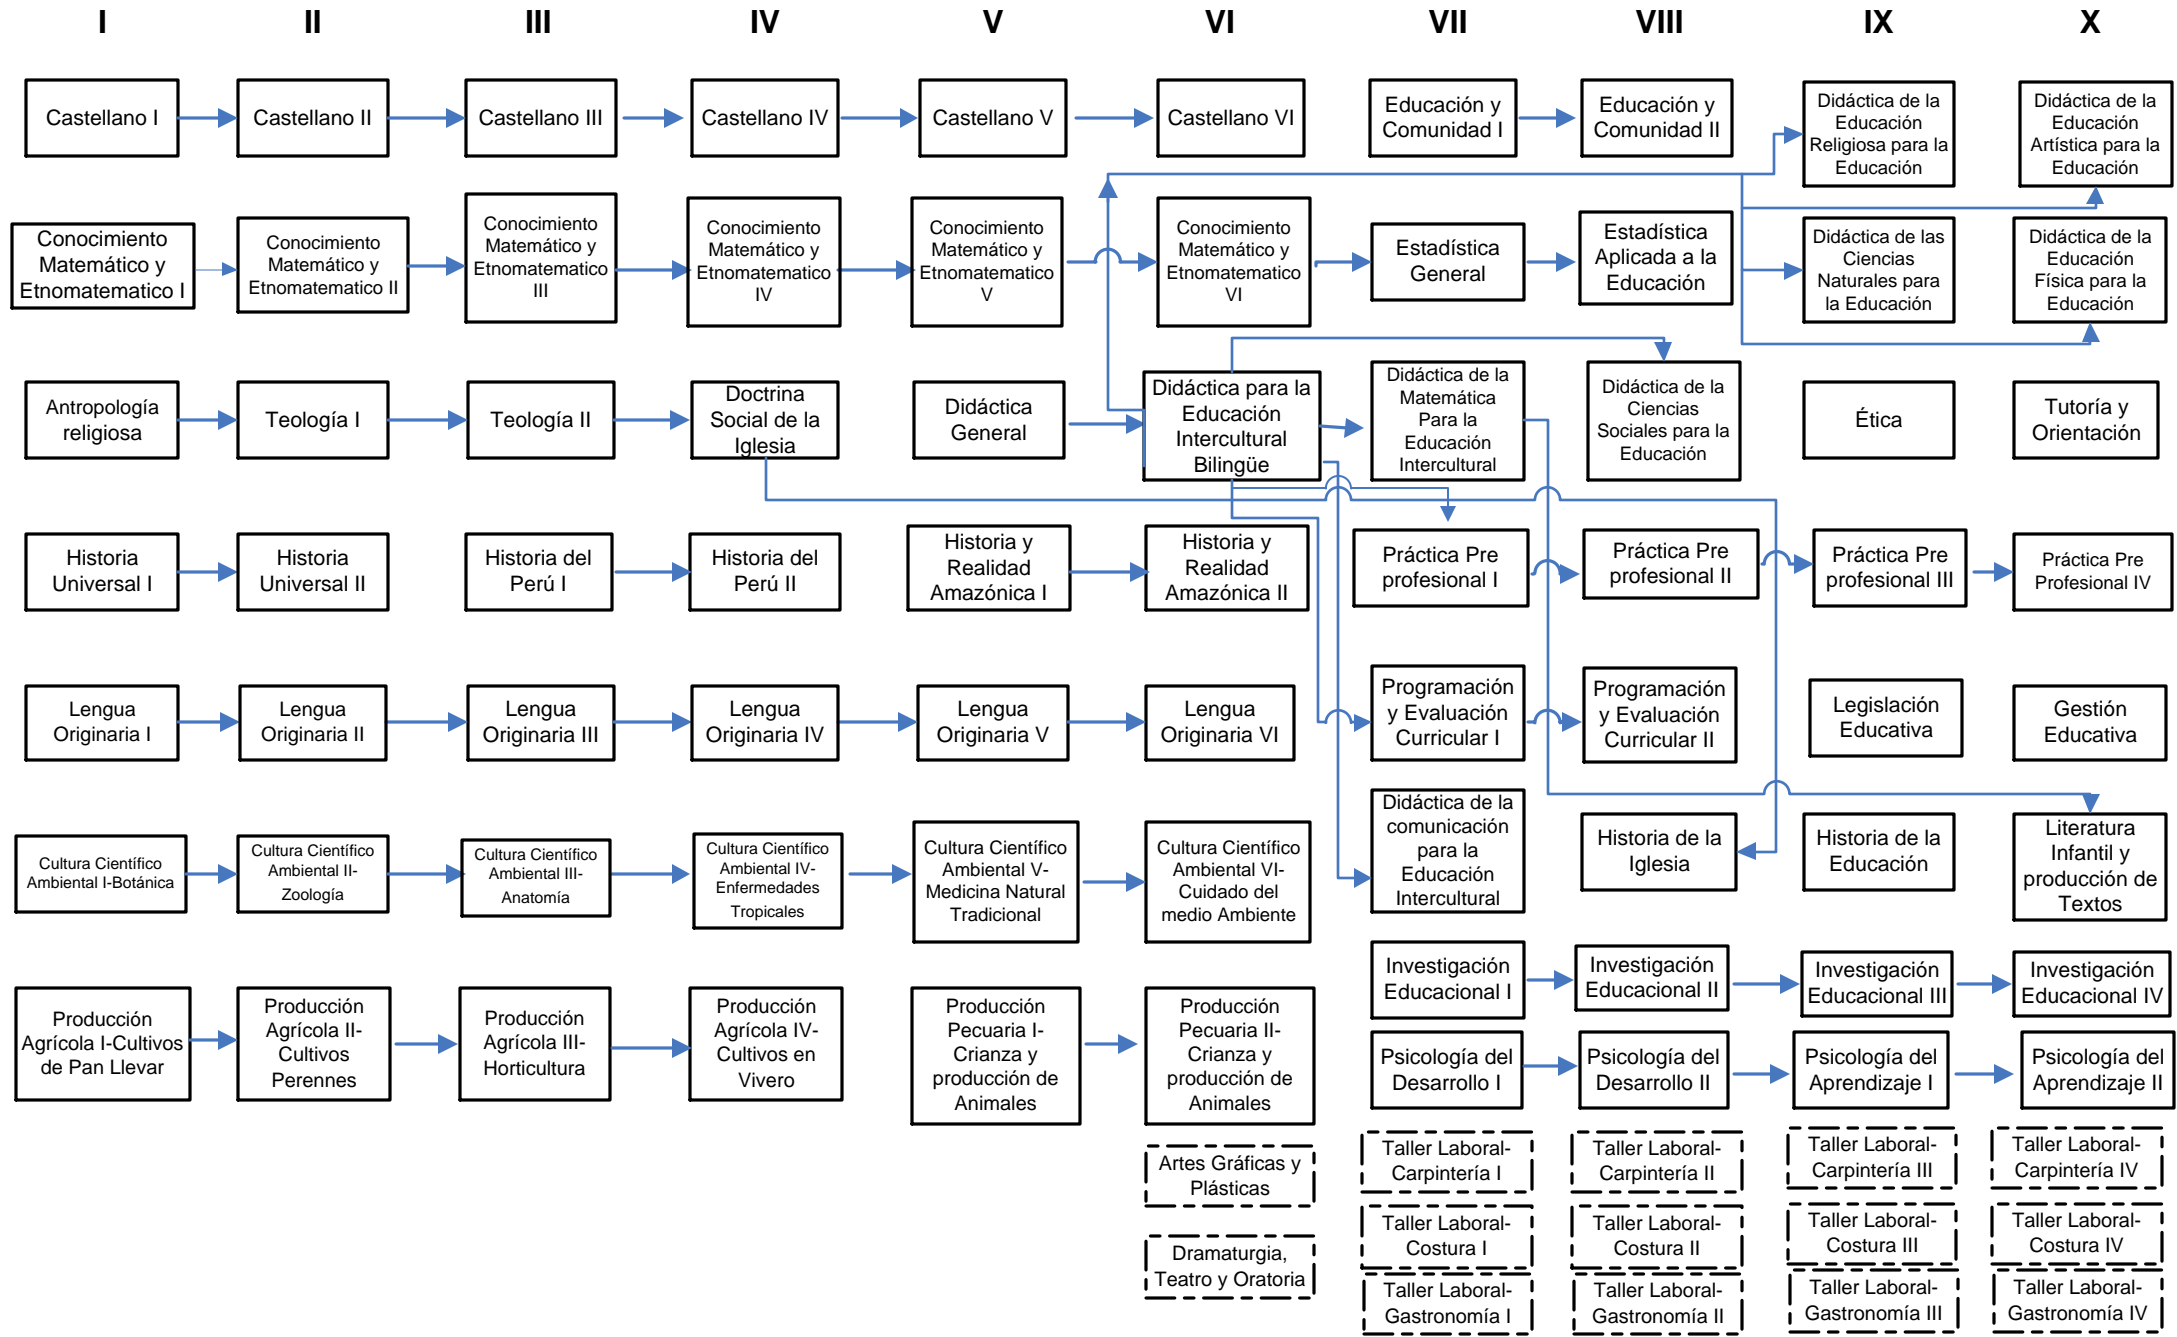 I
II
III
IV
V
VI
VII
VIII
IX
X
Castellano I
Castellano II
Castellano III
Castellano IV
Castellano V
Castellano VI
Educación y
Comunidad I
Educación y
Comunidad II
Didáctica de la
Educación
Religiosa para la
Educación
Didáctica de la
Educación
Artística para la
Educación
Conocimiento
Matemático y
Etnomatematico I
Conocimiento
Matemático y
Etnomatematico II
Conocimiento
Matemático y
Etnomatematico
III
Conocimiento
Matemático y
Etnomatematico
IV
Conocimiento
Matemático y
Etnomatematico
V
Conocimiento
Matemático y
Etnomatematico
VI
Estadística
General
Estadística
Aplicada a la
Educación
Didáctica de las
Ciencias
Naturales para
la Educación
Didáctica de la
Educación
Física para la
Educación
Antropología
religiosa
Teología I
Teología II
Doctrina
Social de la
Iglesia
Didáctica
General
Didáctica para la
Educación
Intercultural
Bilingüe
Didáctica de la
Matemática
Para la
Educación
Intercultural
Didáctica de la
Ciencias
Sociales para la
Educación
Ética
Tutoría y
Orientación
Historia
Universal I
Historia
Universal II
Historia del
Perú I
Historia del
Perú II
Historia y
Realidad
Amazónica I
Historia y
Realidad
Amazónica II
Práctica Pre
profesional I
Práctica Pre
profesional II
Práctica Pre
profesional III
Práctica Pre
Profesional IV
Lengua
Originaria I
Lengua
Originaria II
Lengua
Originaria III
Lengua
Originaria IV
Lengua
Originaria V
Lengua
Originaria VI
Programación
y Evaluación
Curricular I
Programación
y Evaluación
Curricular II
Legislación
Educativa
Gestión
Educativa
Cultura Científico
Ambiental I-Botánica
Cultura Científico
Ambiental II-
Zoología
Cultura Científico
Ambiental III-
Anatomía
Cultura Científico
Ambiental IV-
Enfermedades
Tropicales
Cultura Científico
Ambiental V-
Medicina Natural
Tradicional
Cultura Científico
Ambiental VI-
Cuidado del
medio Ambiente
Didáctica de la
comunicación
para la
Educación
Intercultural
Historia de la
Iglesia
Historia de la
Educación
Literatura
Infantil y
producción de
Textos
Investigación
Educacional I
Investigación
Educacional II
Investigación
Educacional III
Investigación
Educacional IV
Producción
Agrícola I-Cultivos
de Pan Llevar
Producción
Agrícola II-
Cultivos
Perennes
Producción
Agrícola III-
Horticultura
Producción
Agrícola IV-
Cultivos en
Vivero
Producción
Pecuaria I-
Crianza y
producción de
Animales
Producción
Pecuaria II-
Crianza y
producción de
Animales
Psicología del
Desarrollo I
Psicología del
Desarrollo II
Psicología del
Aprendizaje I
Psicología del
Aprendizaje II
Artes Gráficas y
Plásticas
Taller Laboral-
Carpintería I
Taller Laboral-
Carpintería II
Taller Laboral-
Carpintería III
Taller Laboral-
Carpintería IV
Dramaturgia,
Teatro y Oratoria
Taller Laboral-
Costura I
Taller Laboral-
Costura II
Taller Laboral-
Costura III
Taller Laboral-
Costura IV
Taller Laboral-
Gastronomía I
Taller Laboral-
Gastronomía II
Taller Laboral-
Gastronomía III
Taller Laboral-
Gastronomía IV